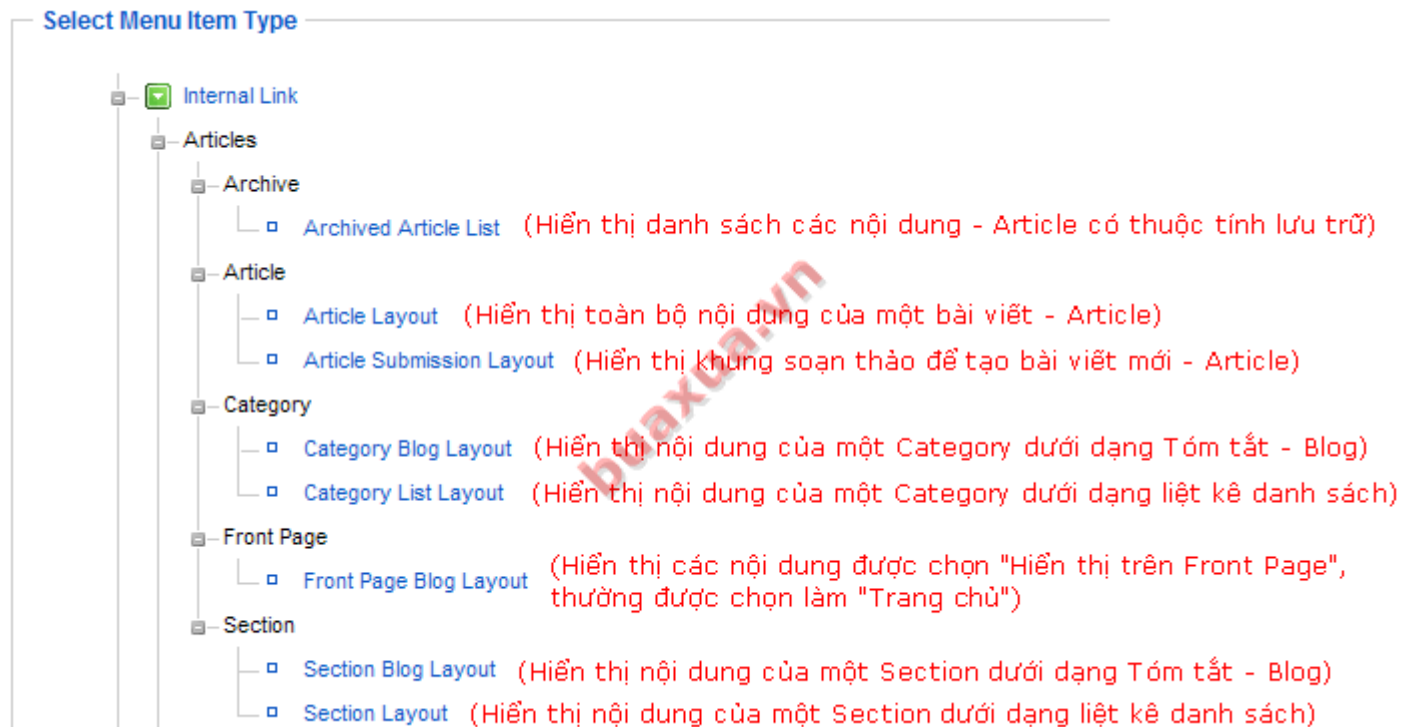 Select Menu Item Type
Internal Link
Articles
Archive
Archived Article List (Hiển thị danh sách các nội dung - Article có thuộc tính lưu trữ)
Article
Article Layout (Hiển thị toàn bộ nội dung của một bài viết - Article)
Article Submission Layout (Hiển thị khung soạn thảo để tạo bài viết mới - Article)
Category
Category Blog Layout (Hiển thị nội dung của một Category dưới dạng Tóm tắt - Blog)
Category List Layout (Hiển thị nội dung của một Category dưới dạng liệt kê danh sách)
Front Page
Front Page Blog Layout (Hiển thị các nội dung được chọn "Hiển thị trên Front Page",
thường được chọn làm "Trang chủ")
Section
Section Blog Layout (Hiển thị nội dung của một Section dưới dạng Tóm tắt - Blog)
Section Layout (Hiển thị nội dung của một Section dưới dạng liệt kê danh sách)
buaxua.vn